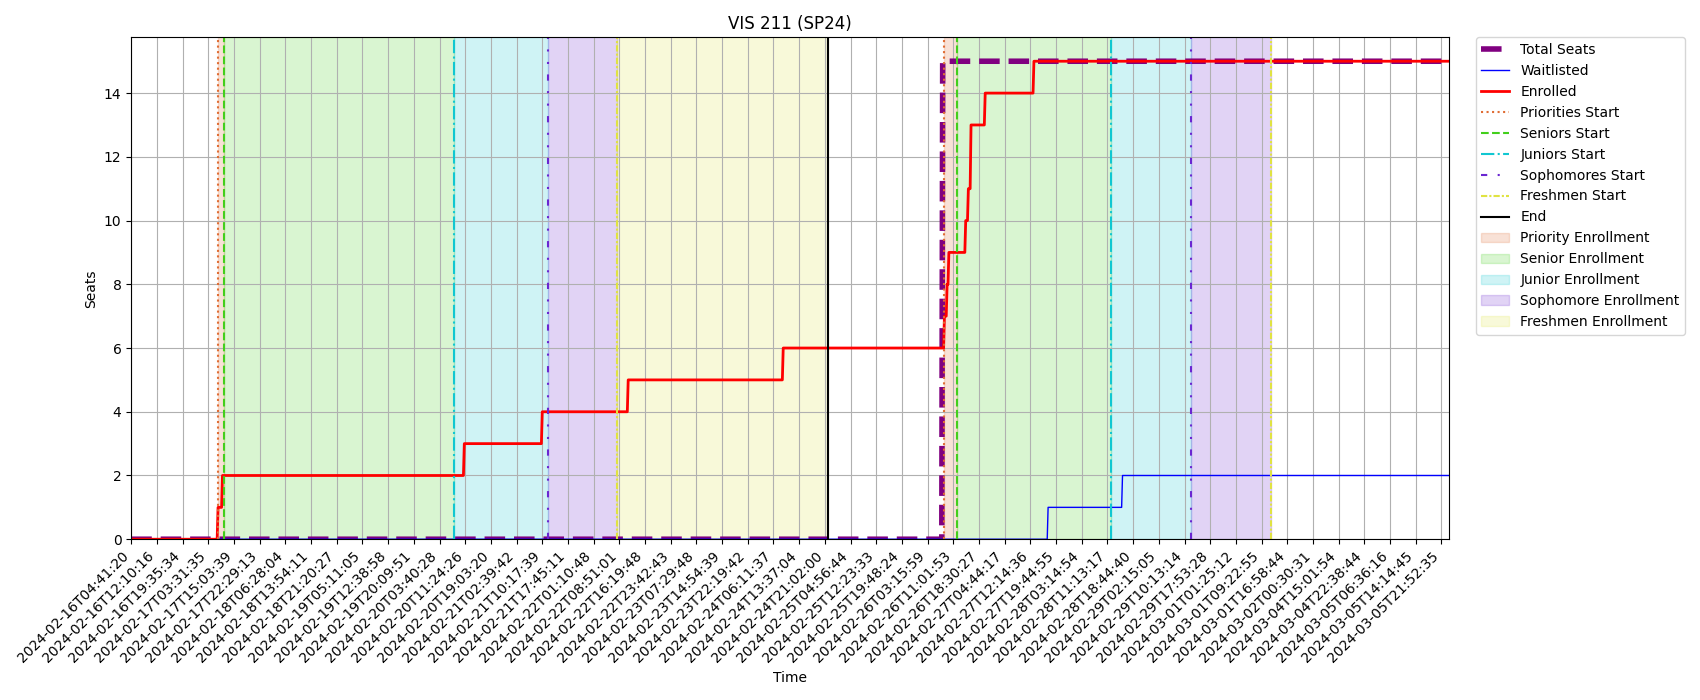 VIS 211 (SP24)
Seats
14
12
10
8
6
4
2
0
2024-02-16T04:41:20
2024-02-16T12:10:16
2024-02-16T19:35:34
2024-02-17T03:31:35
2024-02-17T15:03:39
2024-02-17T22:29:13
2024-02-18T06:28:04
2024-02-18T13:54:11
2024-02-18T21:20:27
2024-02-19T05:11:05
2024-02-19T12:38:58
2024-02-19T20:09:51
2024-02-20T03:40:28
2024-02-20T11:24:26
2024-02-20T19:03:20
2024-02-21T02:39:42
2024-02-21T10:17:39
2024-02-21T17:45:11
2024-02-22T01:10:48
2024-02-22T08:51:01
2024-02-22T16:19:48
2024-02-22T23:42:43
2024-02-23T07:29:48
2024-02-23T14:54:39
2024-02-23T22:19:42
2024-02-24T06:11:37
2024-02-24T13:37:04
2024-02-24T21:02:00
2024-02-25T04:56:44
2024-02-25T12:23:33
2024-02-25T19:48:24
2024-02-26T03:15:59
2024-02-26T11:01:53
2024-02-26T18:30:27
2024-02-27T04:44:17
2024-02-27T12:14:36
2024-02-27T19:44:55
2024-02-28T03:14:54
2024-02-28T11:13:17
2024-02-28T18:44:40
2024-02-29T02:15:05
2024-02-29T10:13:14
2024-02-29T17:53:28
2024-03-01T01:25:12
2024-03-01T09:22:55
2024-03-01T16:58:44
2024-03-04T00:30:31
2024-03-04T15:01:54
2024-03-04T22:38:44
2024-03-05T06:36:16
2024-03-05T14:14:45
2024-03-05T21:52:35
Time
Total Seats
Waitlisted
Enrolled
Priorities Start
Seniors Start
Juniors Start
Sophomores Start
Freshmen Start
End
Priority Enrollment
Senior Enrollment
Junior Enrollment
Sophomore Enrollment
Freshmen Enrollment